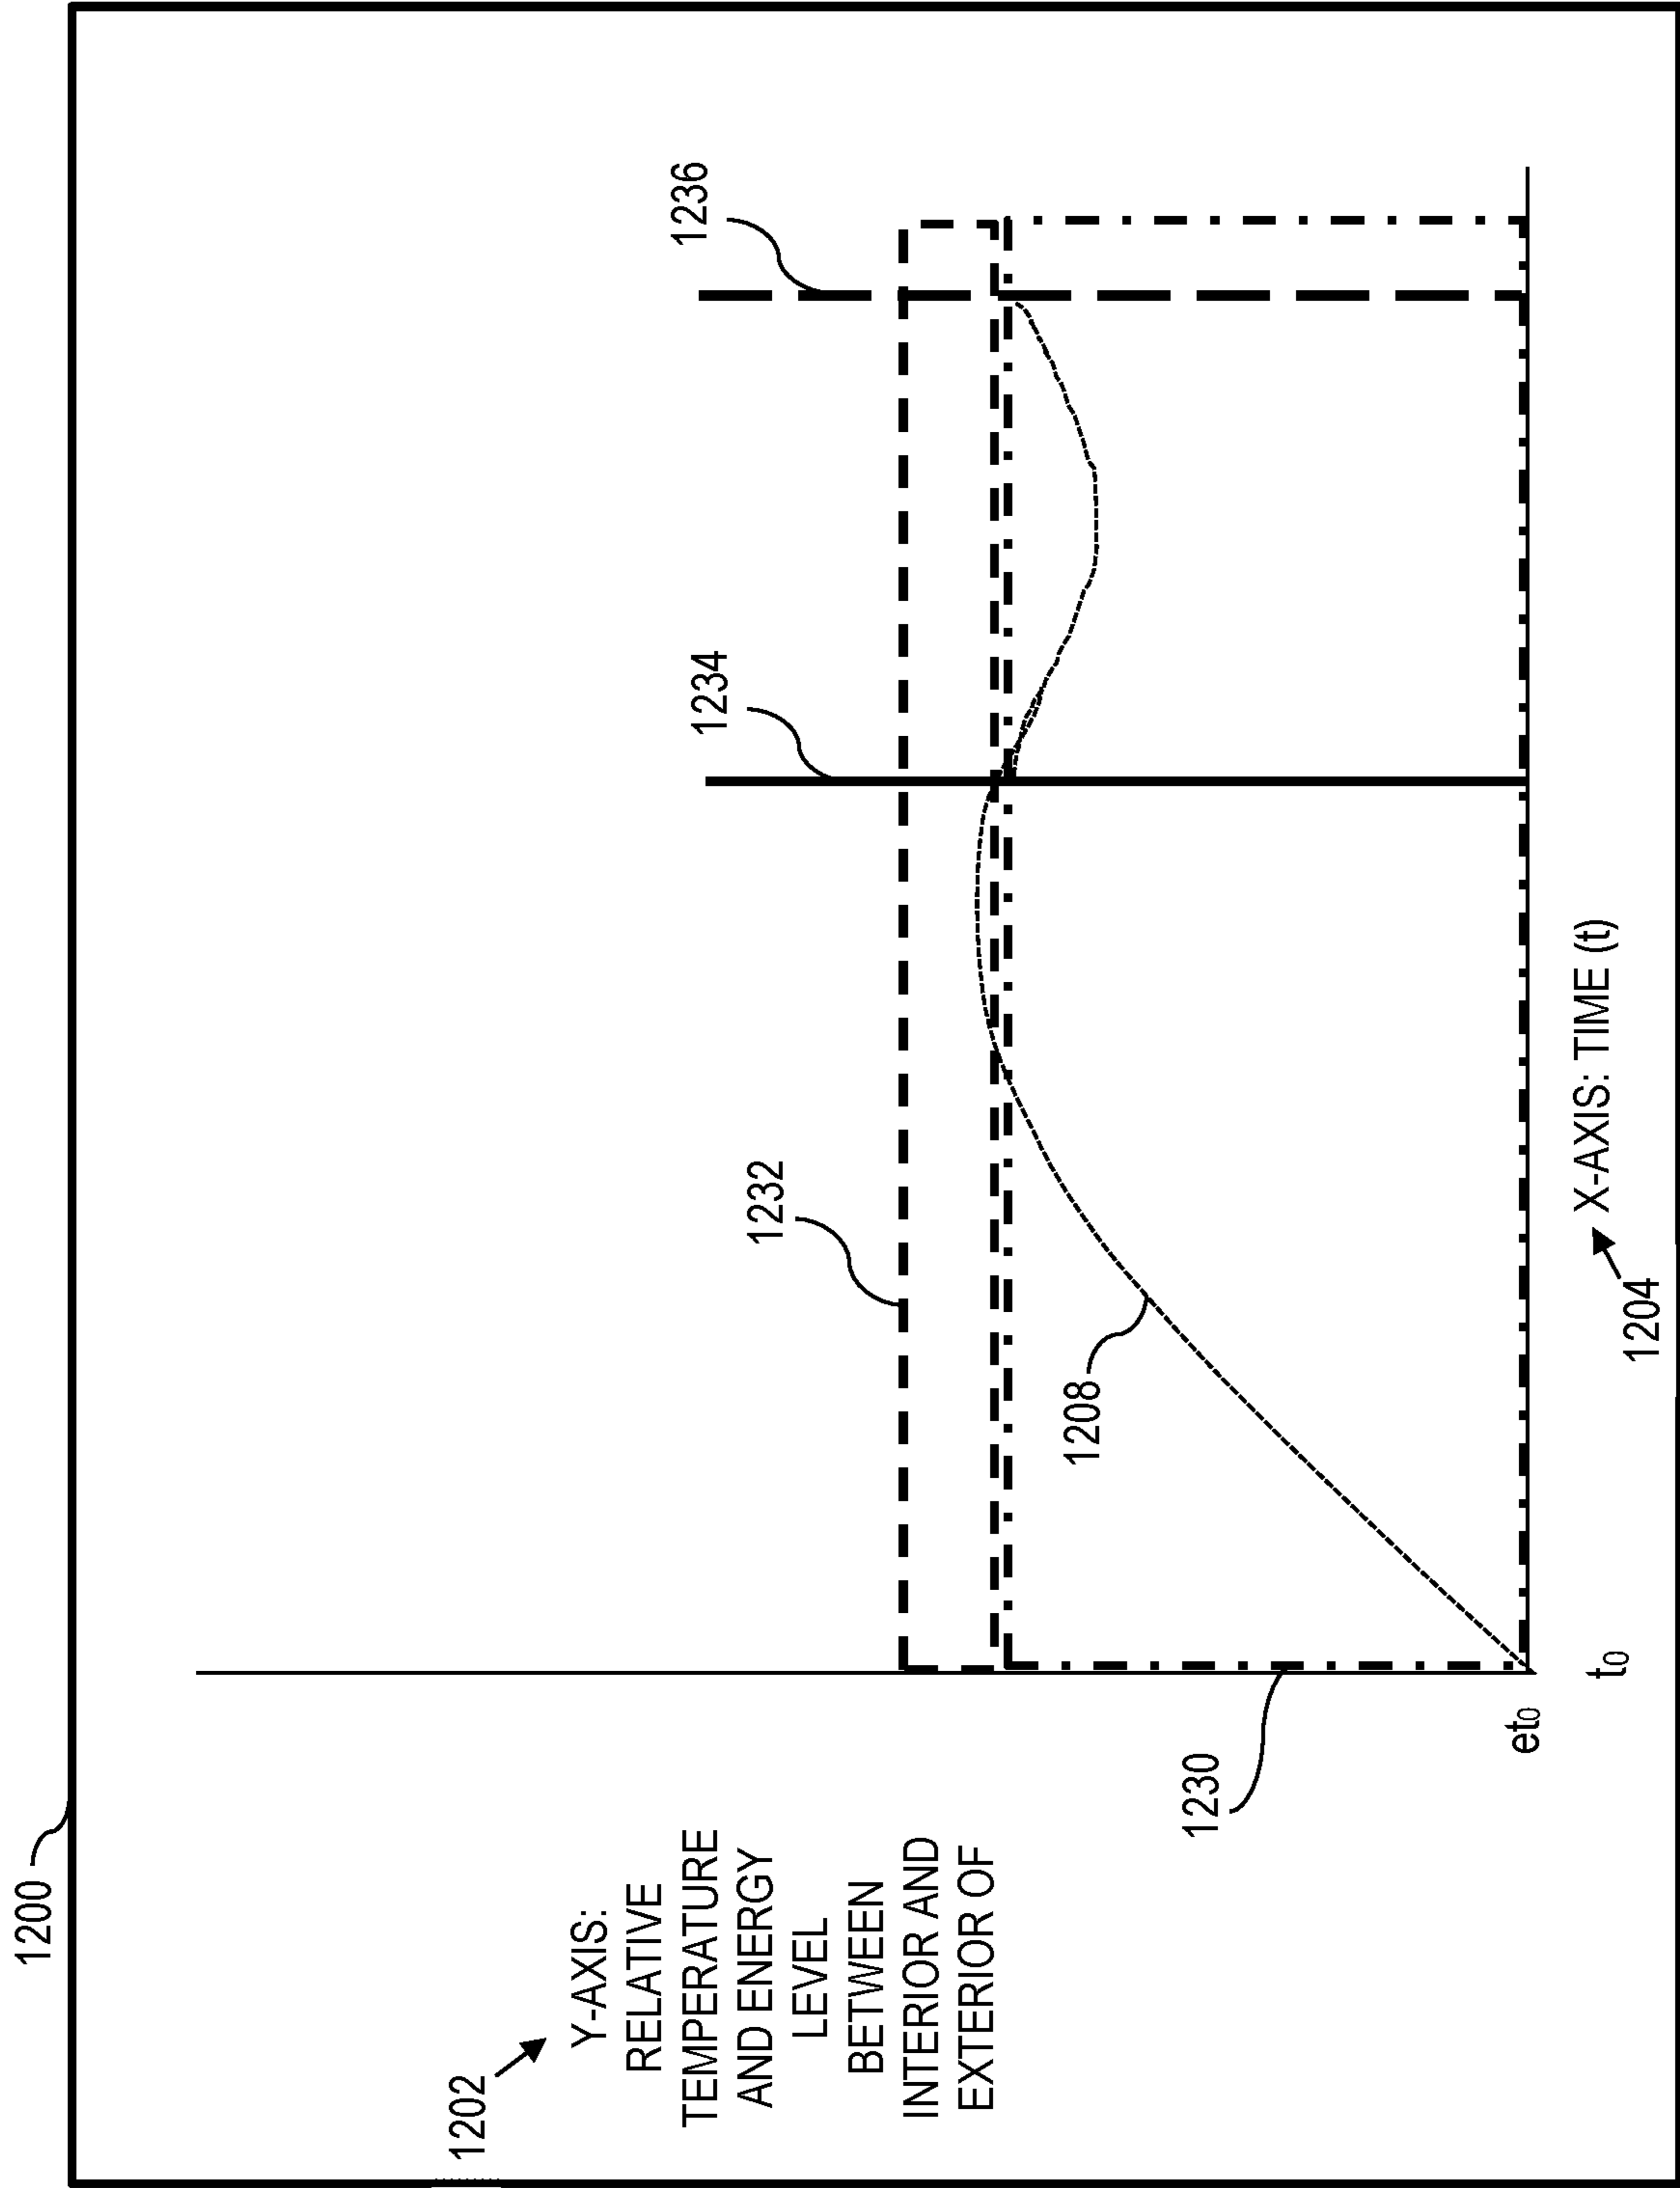 1200
1202
Y-AXIS:
RELATIVE
TEMPERATURE
AND ENERGY
LEVEL
BETWEEN
INTERIOR AND
EXTERIOR OF
1236
1234
1232
1208
1230
et₀
t₀
X-AXIS: TIME (t)
1204